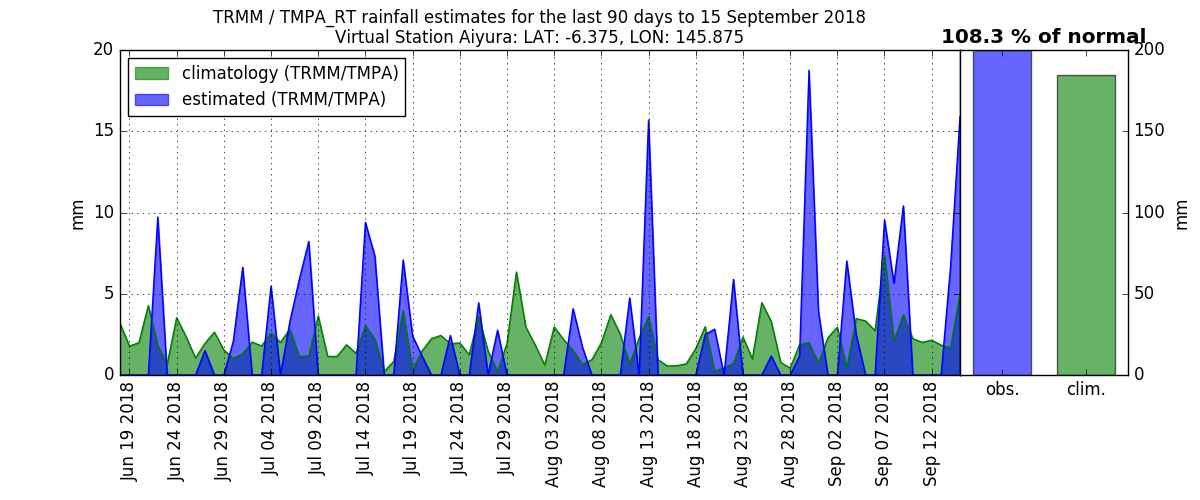 TRMM / TMPA_RT rainfall estimates for the last 90 days to 15 September 2018
Virtual Station Aiyura: LAT: -6.375, LON: 145.875
108.3 % of normal
climatology (TRMM/TMPA)
estimated (TRMM/TMPA)
20
15
10
5
0
mm
200
150
100
50
0
mm
Jun 19 2018
Jun 24 2018
Jun 29 2018
Jul 04 2018
Jul 09 2018
Jul 14 2018
Jul 19 2018
Jul 24 2018
Jul 29 2018
Aug 03 2018
Aug 08 2018
Aug 13 2018
Aug 18 2018
Aug 23 2018
Aug 28 2018
Sep 02 2018
Sep 07 2018
Sep 12 2018
obs.
clim.